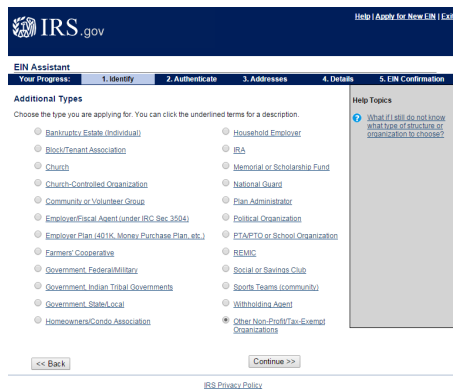 Help | Apply for New EIN | Exit
IRS.gov
EIN Assistant
Your Progress: 1. Identify 2. Authenticate 3. Addresses 4. Details 5. EIN Confirmation
Additional Types
Help Topics
Choose the type you are applying for. You can click the underlined terms for a description.
What if I still do not know
what type of structure or
organization to choose?
Bankruptcy Estate (Individual)
Household Employer
Block/Tenant Association
IRA
Church
Memorial or Scholarship Fund
Church-Controlled Organization
National Guard
Community or Volunteer Group
Plan Administrator
Employer/Fiscal Agent (under IRC Sec 3504)
Political Organization
Employer Plan (401K, Money Purchase Plan, etc.)
PTA/PTO or School Organization
Farmers' Cooperative
REMIC
Government, Federal/Military
Social or Savings Club
Government, Indian Tribal Governments
Sports Teams (community)
Government, State/Local
Withholding Agent
Homeowners/Condo Association
Other Non-Profit/Tax-Exempt
Organizations
<< Back
Continue >>
IRS Privacy Policy